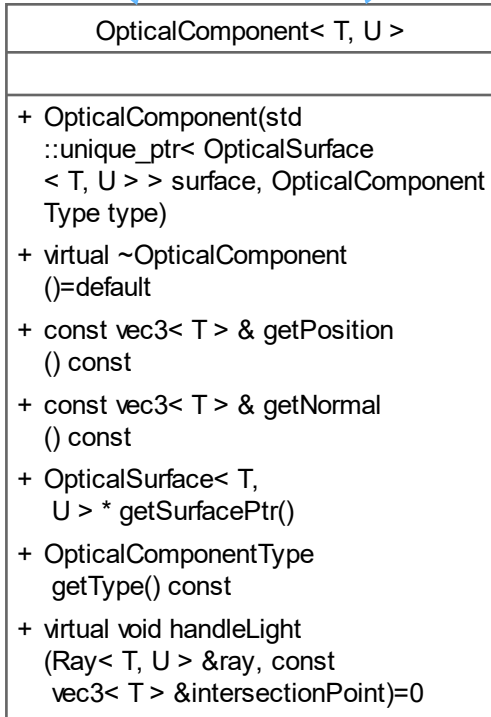 OpticalComponent< T, U >
+ OpticalComponent(std
::unique_ptr< OpticalSurface
< T, U > > surface, OpticalComponent
Type type)
+ virtual ~OpticalComponent
()=default
+ const vec3< T > & getPosition
() const
+ const vec3< T > & getNormal
() const
+ OpticalSurface< T,
U > * getSurfacePtr()
+ OpticalComponentType
getType() const
+ virtual void handleLight
(Ray< T, U > &ray, const
vec3< T > &intersectionPoint)=0